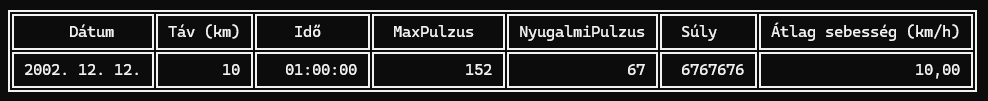 Dátum Táv (km) Idő MaxPulzus NyugalmiPulzus Súly Átlag sebesség (km/h)
2002. 12. 12. 10 01:00:00 152 67 6767676 10,00